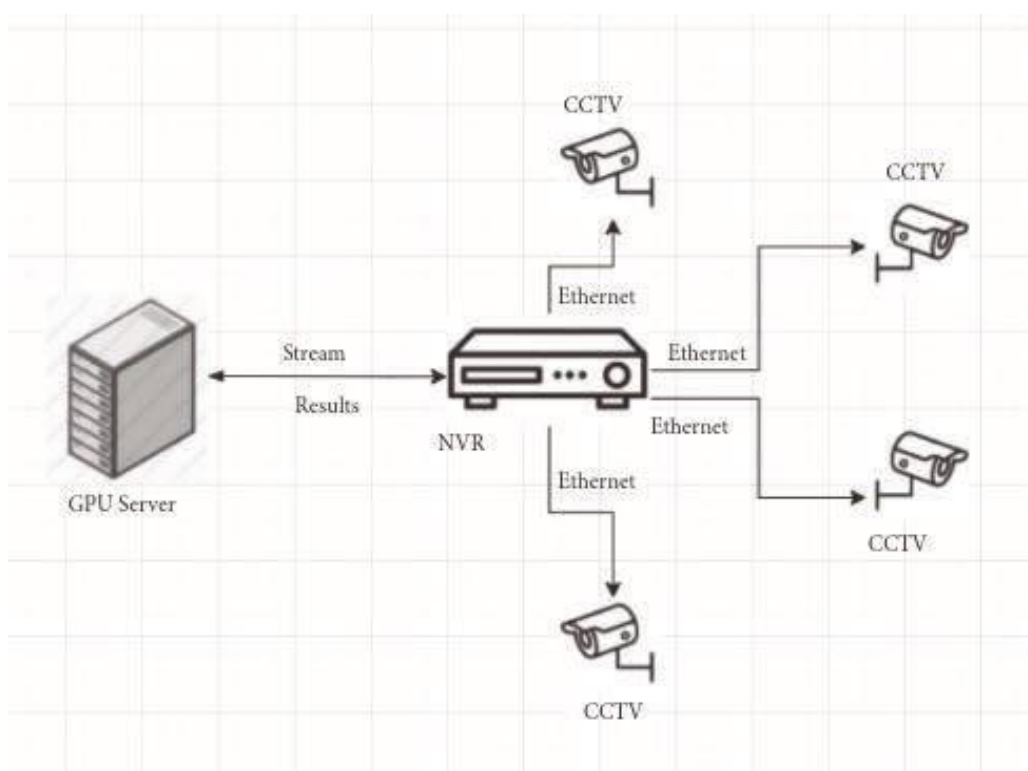 CCTV
CCTV
Ethernet
Stream
Ethernet
Results
Ethernet
NVR
Ethernet
GPU Server
CCTV
CCTV